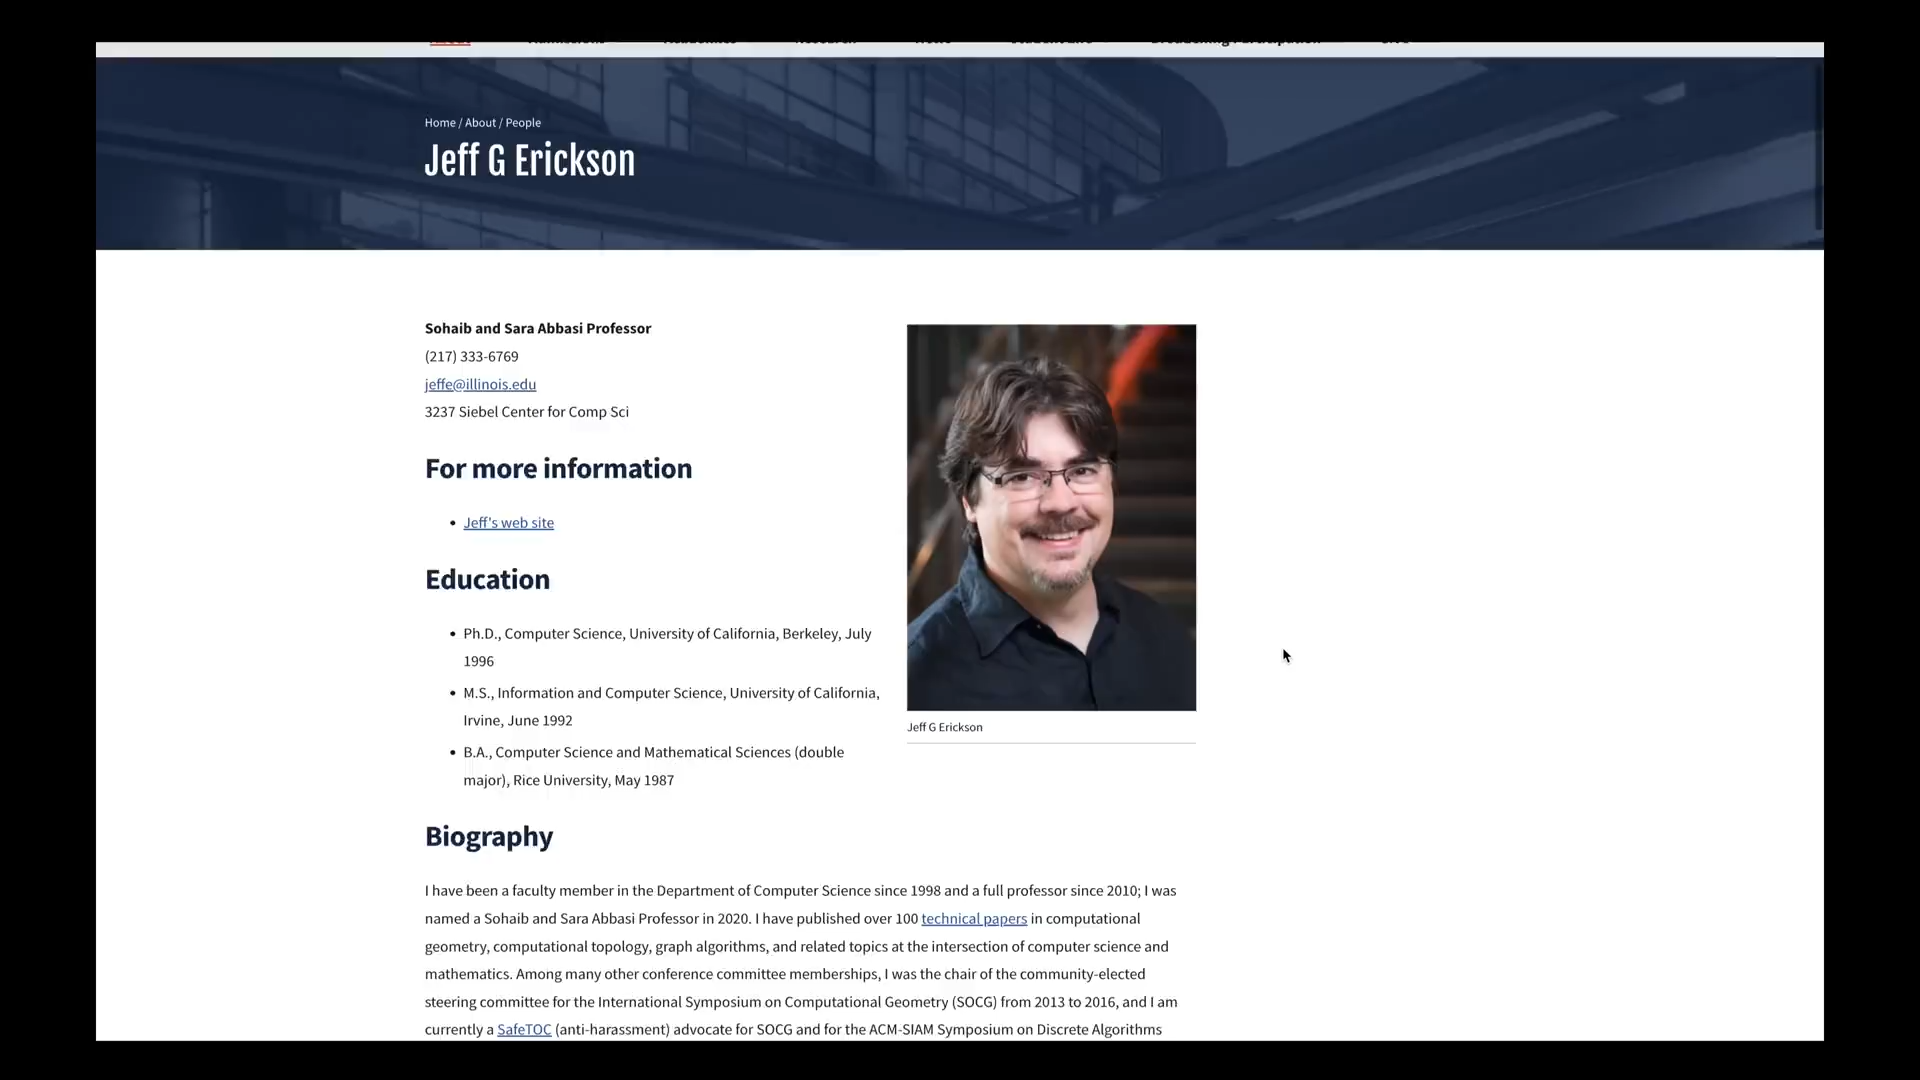 Home / About / People
Jeff G Erickson
Sohaib and Sara Abbasi Professor
(217) 333-6769
jeffe@illinois.edu
3237 Siebel Center for Comp Sci
For more information
• Jeff's web site
Education
• Ph.D., Computer Science, University of California, Berkeley, July
1996
• M.S., Information and Computer Science, University of California,
Irvine, June 1992
• B.A., Computer Science and Mathematical Sciences (double
major), Rice University, May 1987
Jeff G Erickson
Biography
I have been a faculty member in the Department of Computer Science since 1998 and a full professor since 2010; I was
named a Sohaib and Sara Abbasi Professor in 2020. I have published over 100 technical papers in computational
geometry, computational topology, graph algorithms, and related topics at the intersection of computer science and
mathematics. Among many other conference committee memberships, I was the chair of the community-elected
steering committee for the International Symposium on Computational Geometry (SOCG) from 2013 to 2016, and I am
currently a SafeTOC (anti-harassment) advocate for SOCG and for the ACM-SIAM Symposium on Discrete Algorithms